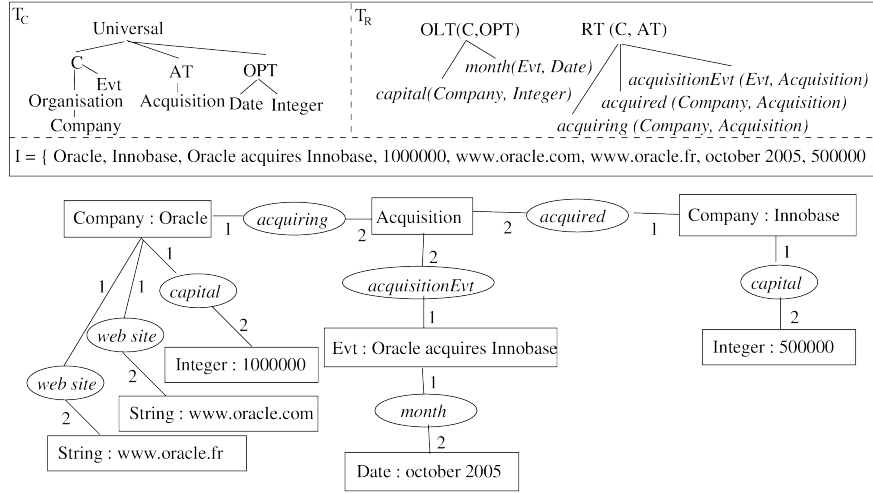 T_C
Universal
C
AT
OPT
Evt
Organisation
Acquisition
Date
Integer
Company
T_R
OLT(C,OPT)
RT (C, AT)
month(Evt, Date)
capital(Company, Integer)
acquisitionEvt (Evt, Acquisition)
acquired (Company, Acquisition)
acquiring (Company, Acquisition)
I = { Oracle, Innobase, Oracle acquires Innobase, 1000000, www.oracle.com, www.oracle.fr, october 2005, 500000
Company : Oracle
1
acquiring
2
Acquisition
2
acquired
1
Company : Innobase
1
1
1
capital
2
web site
2
web site
2
2
acquisitionEvt
1
1
capital
2
Integer : 1000000
Evt : Oracle acquires Innobase
Integer : 500000
String : www.oracle.com
1
month
2
String : www.oracle.fr
Date : october 2005